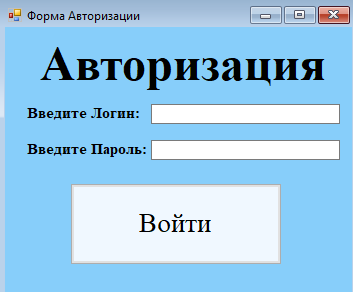 Форма Авторизации
Авторизация
Введите Логин:
Введите Пароль:
Войти